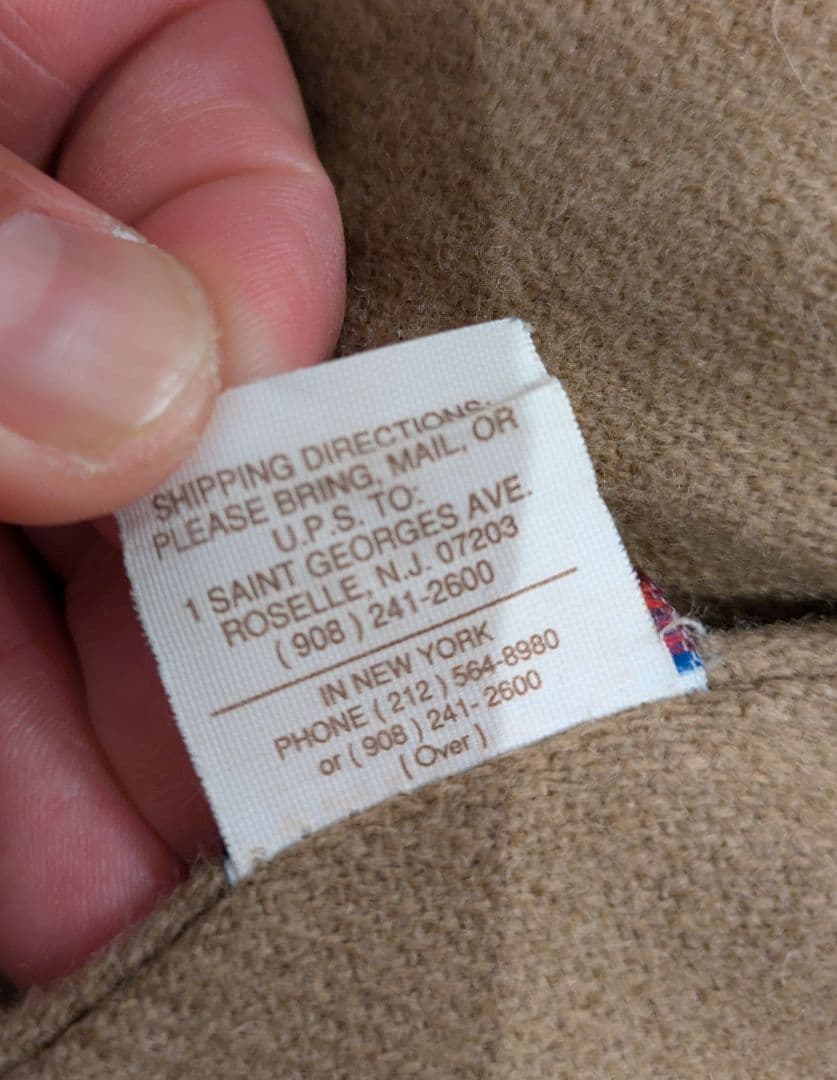 SHIPPING DIRECTIONS:
PLEASE BRING, MAIL, OR
U.P.S. TO:
1 SAINT GEORGES AVE.
ROSELLE, N.J. 07203
( 908 ) 241-2600
IN NEW YORK
PHONE ( 212 ) 564-8980
or ( 908 ) 241- 2600
( Over )